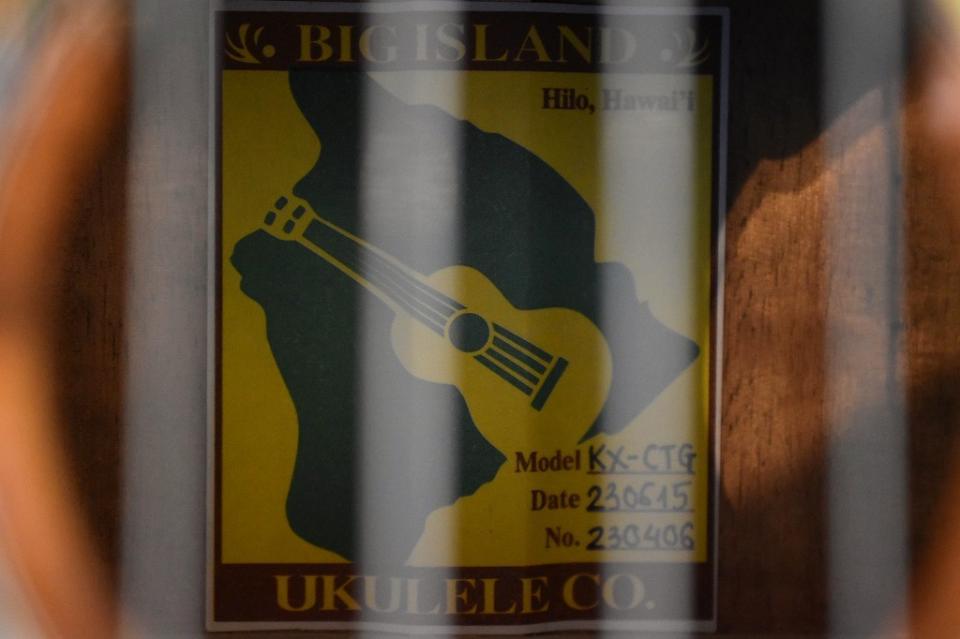 BIG ISLAND
Hilo, Hawai'i
Model KX-CTG
Date 230615
No. 230406
UKULELE CO.